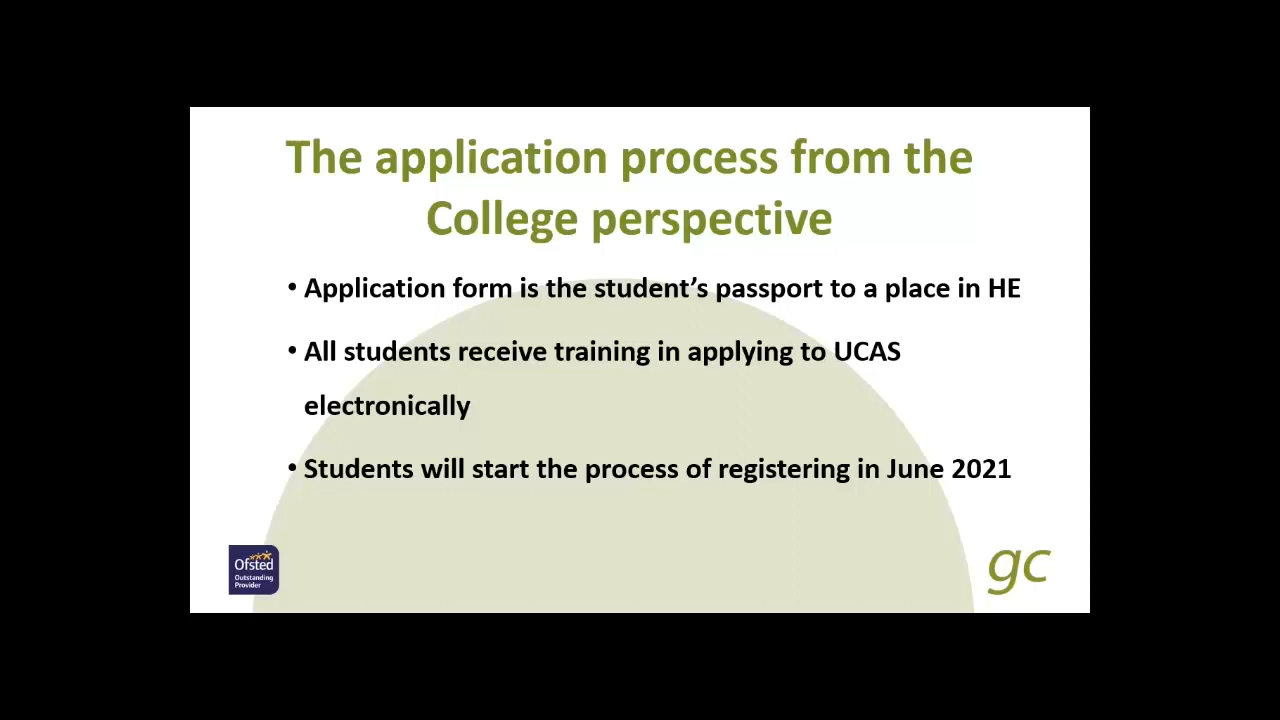 The application process from the
College perspective
• Application form is the student’s passport to a place in HE
• All students receive training in applying to UCAS
electronically
• Students will start the process of registering in June 2021
Ofsted
Outstanding
Provider
gc